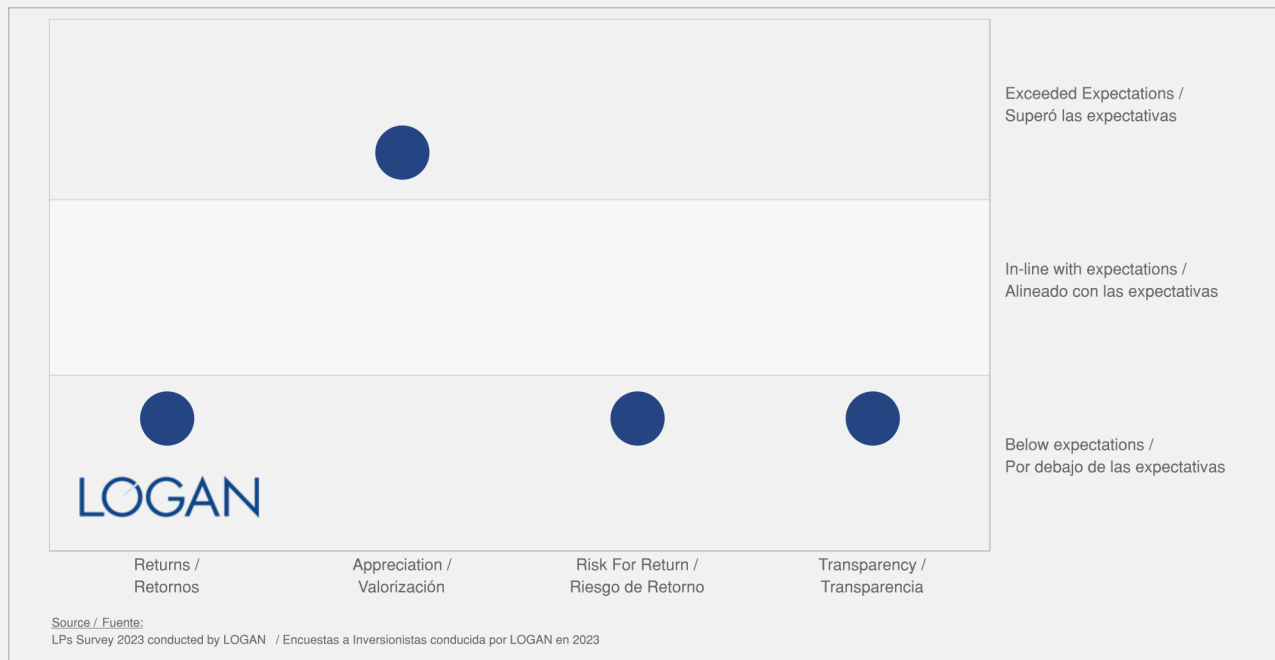 Exceeded Expectations /
Superó las expectativas
In-line with expectations /
Alineado con las expectativas
Below expectations /
Por debajo de las expectativas
LOGAN
Returns /
Retornos
Appreciation /
Valorización
Risk For Return /
Riesgo de Retorno
Transparency /
Transparencia
Source / Fuente:
LPs Survey 2023 conducted by LOGAN / Encuestas a Inversionistas conducida por LOGAN en 2023